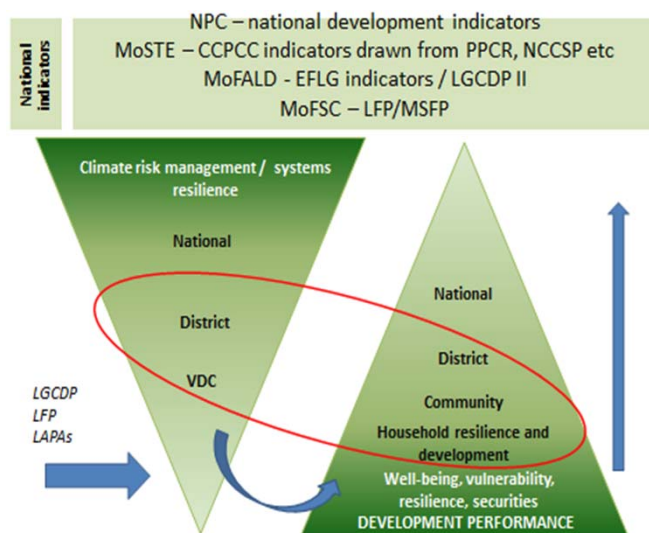 National
indicators
NPC – national development indicators
MoSTE – CCPCC indicators drawn from PPCR, NCCSP etc
MoFALD - EFLG indicators / LGCDP II
MoFSC – LFP/MSFP
Climate risk management / systems
resilience
National
District
VDC
LGCDP
LFP
LAPAs
National
District
Community
Household resilience and
development
Well-being, vulnerability,
resilience, securities
DEVELOPMENT PERFORMANCE